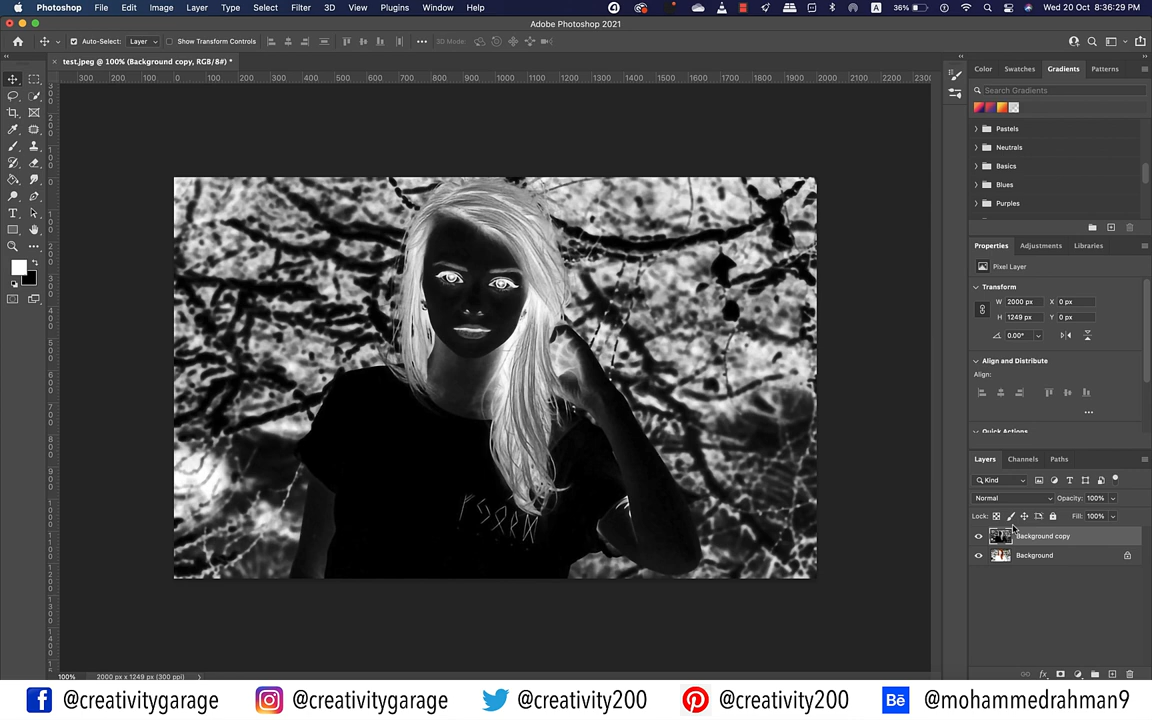 Photoshop File Edit Image Layer Type Select Filter 3D View Plugins Window Help 36% Wed 20 Oct 8:36:29 PM
Adobe Photoshop 2021
Auto-Select: Layer Show Transform Controls 3D Mode:
test.jpeg @ 100% (Background copy, RGB/8#) *
Color Swatches Gradients Patterns
Search Gradients
Pastels
Neutrals
Basics
Blues
Purples
Properties Adjustments Libraries
Pixel Layer
Transform
W 2000 px X 0 px
H 1249 px Y 0 px
0.00°
Align and Distribute
Align:
Quick Actions
Layers Channels Paths
Kind
Normal Opacity: 100%
Lock: Fill: 100%
Background copy
Background
100% 2000 px x 1249 px (300 ppi)
@creativitygarage @creativitygarage @creativity200 @creativity200 Bē @mohammedrahman9